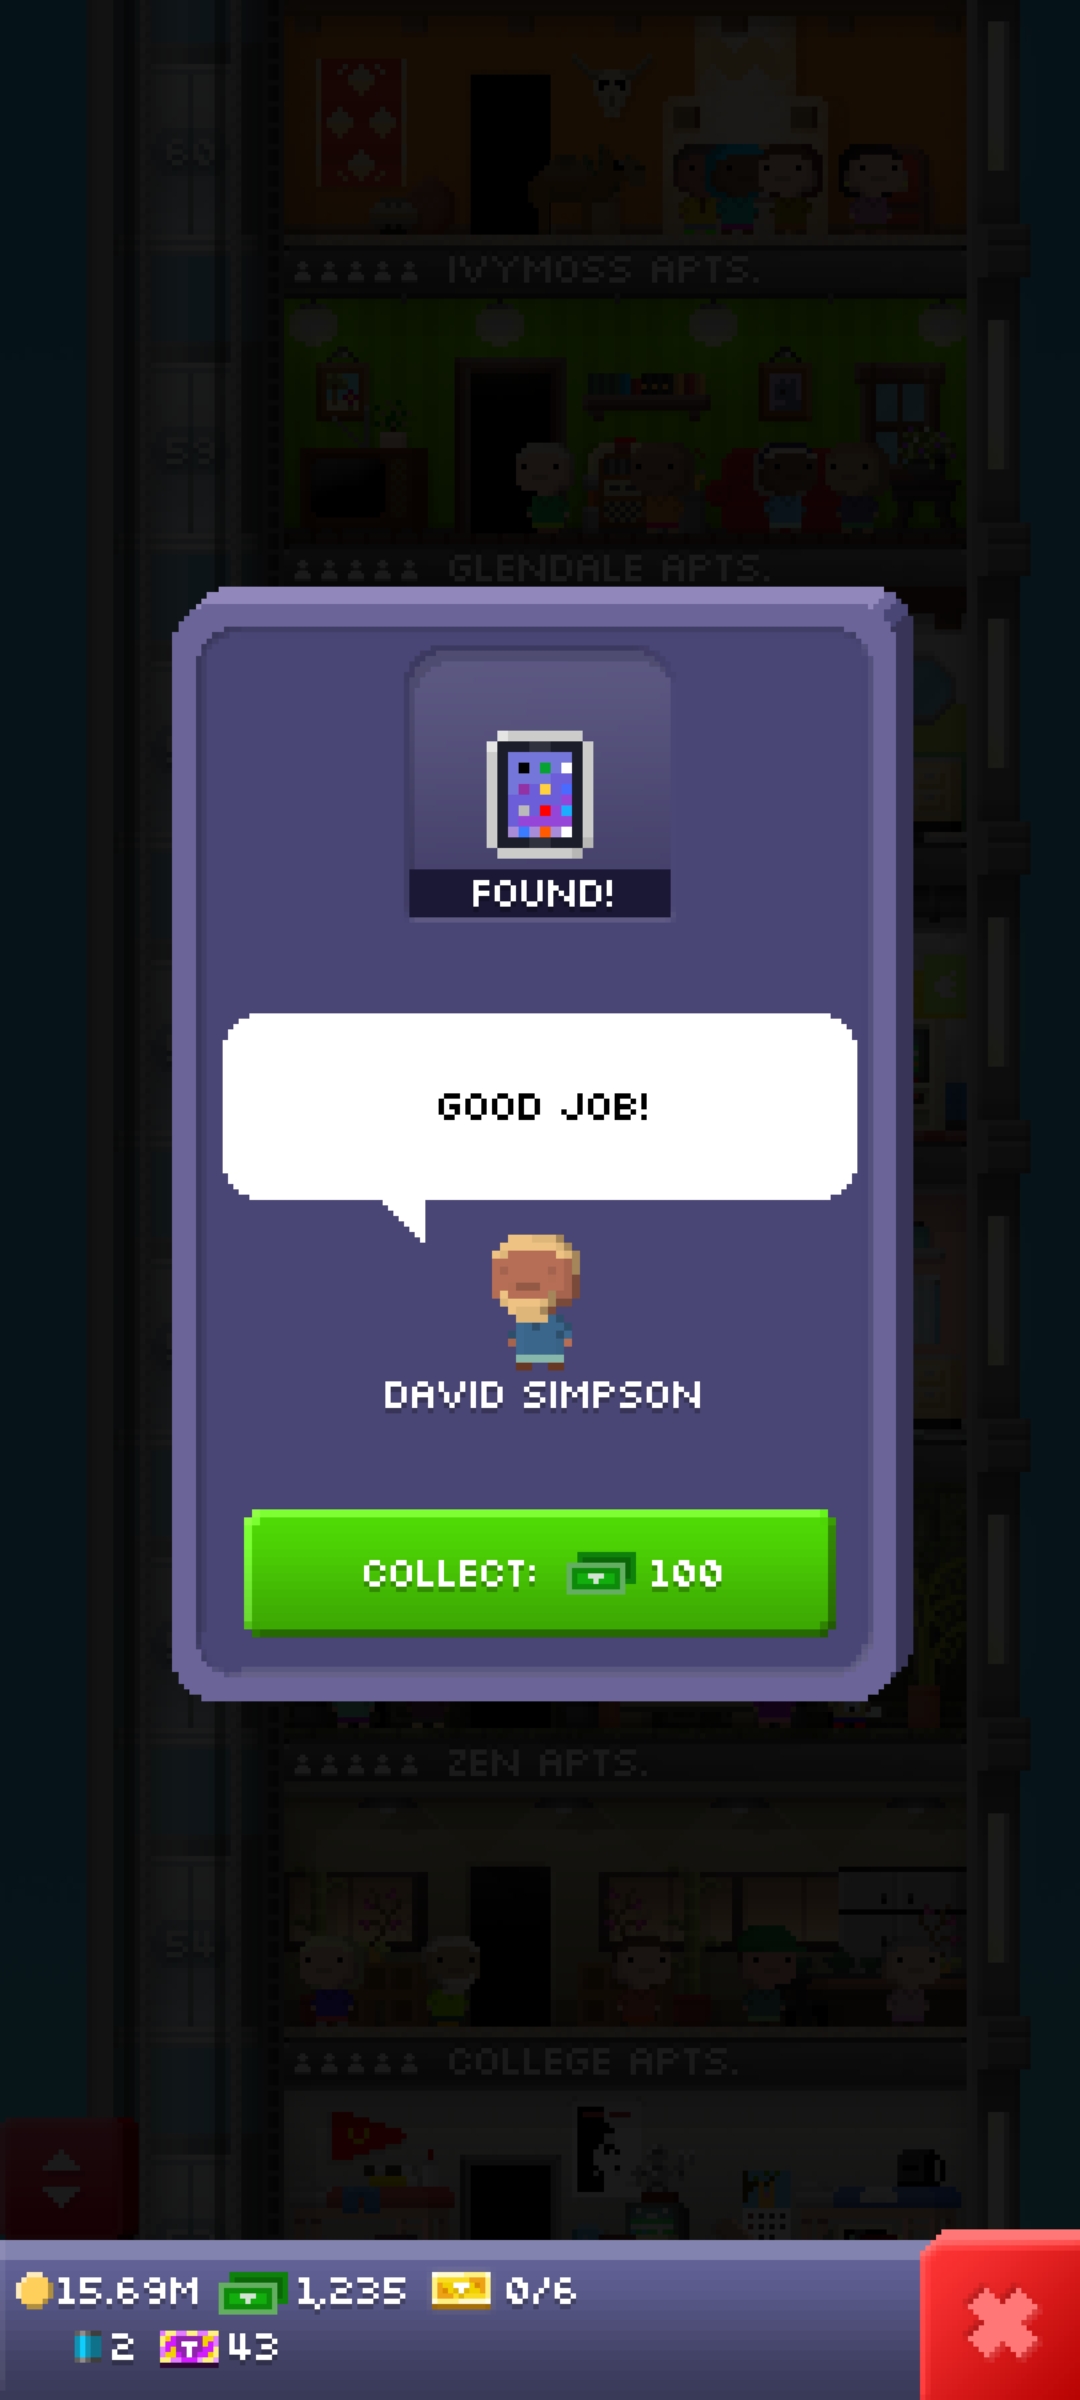 60
IVYMOSS APTS.
59
GLENDALE APTS.
FOUND!
GOOD JOB!
DAVID SIMPSON
COLLECT: 100
ZEN APTS.
54
COLLEGE APTS.
15.69M 1,235 0/6
2 T 43